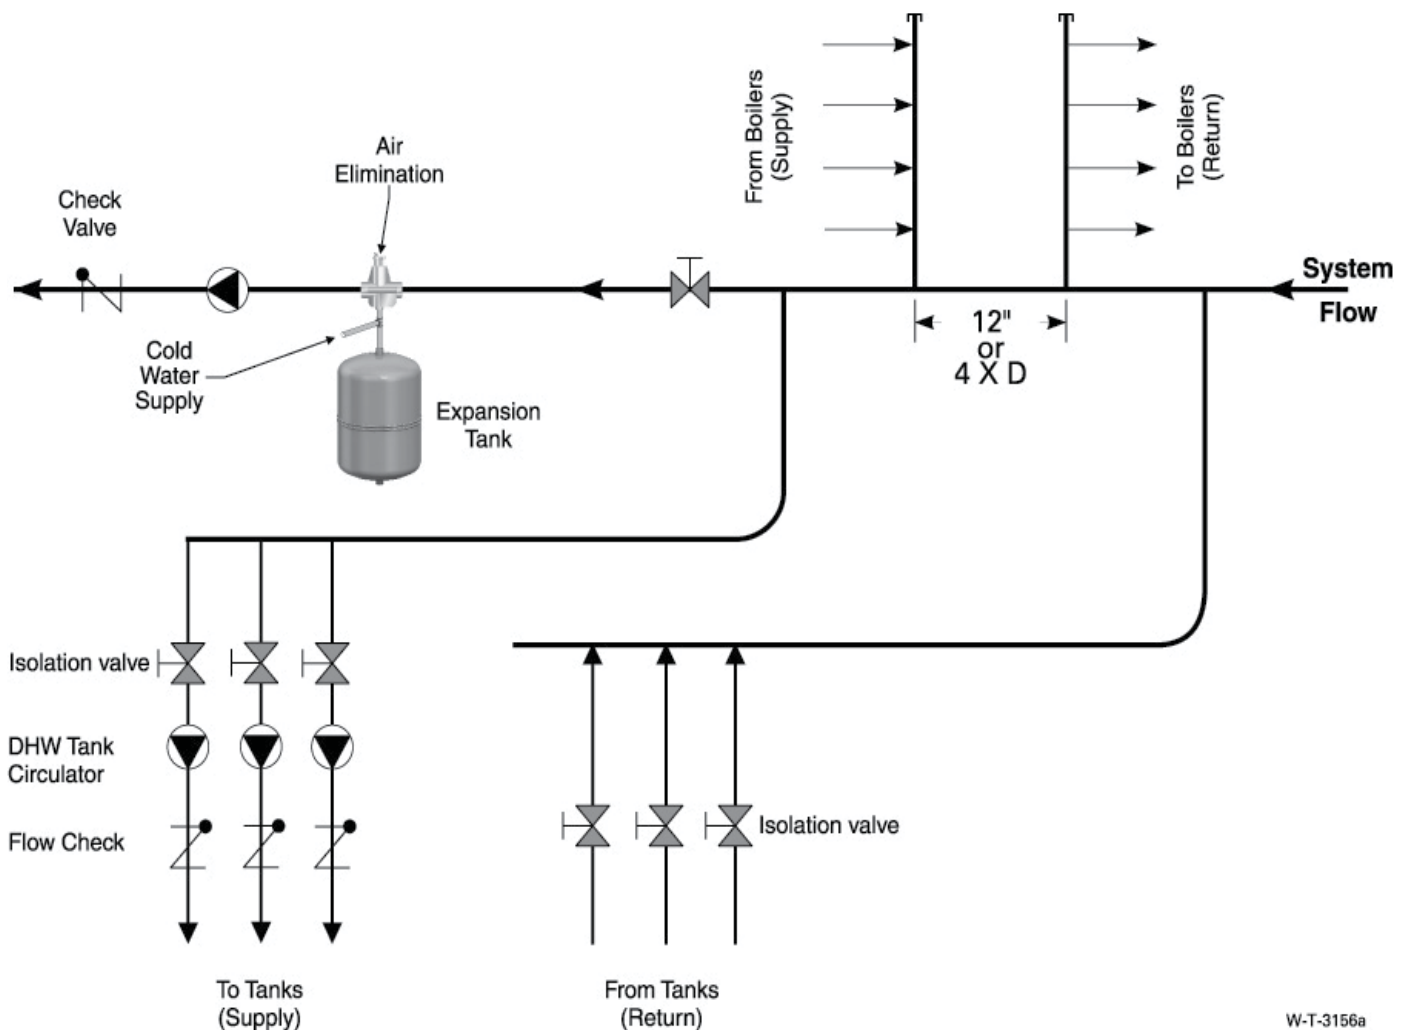 From Boilers
(Supply)
To Boilers
(Return)
Air
Elimination
Check
Valve
System
Flow
12"
or
4 X D
Cold
Water
Supply
Expansion
Tank
Isolation valve
DHW Tank
Circulator
Flow Check
Isolation valve
To Tanks
(Supply)
From Tanks
(Return)
W-T-3156a